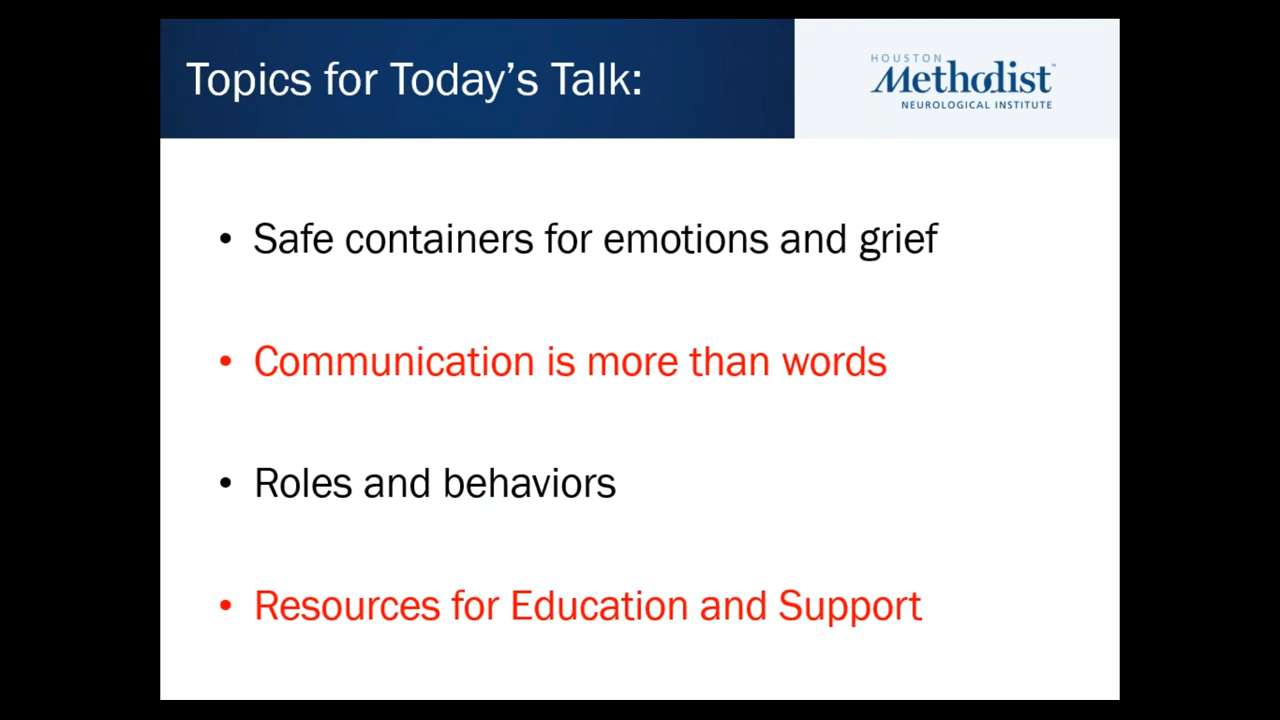 Topics for Today's Talk:
HOUSTON
Methodist™
NEUROLOGICAL INSTITUTE
• Safe containers for emotions and grief
• Communication is more than words
• Roles and behaviors
• Resources for Education and Support